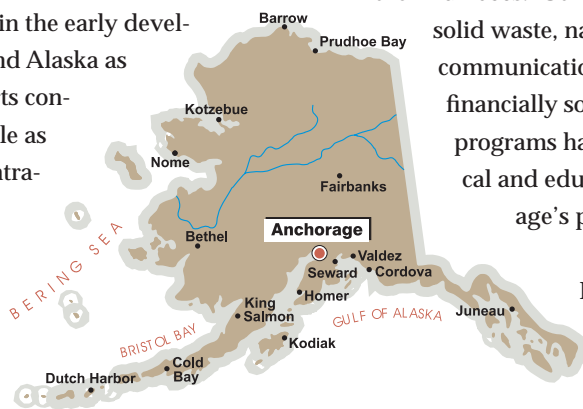 in the early devel-
nd Alaska as
ts con-
le as
tra-
solid waste, na
communicatio
financially so
programs ha
cal and edu
age's p
Barrow
Prudhoe Bay
Kotzebue
Nome
Fairbanks
Bethel
Anchorage
Valdez
Seward
Cordova
Homer
King
Salmon
Kodiak
Cold
Bay
Dutch Harbor
Juneau
BERING SEA
BRISTOL BAY
GULF OF ALASKA